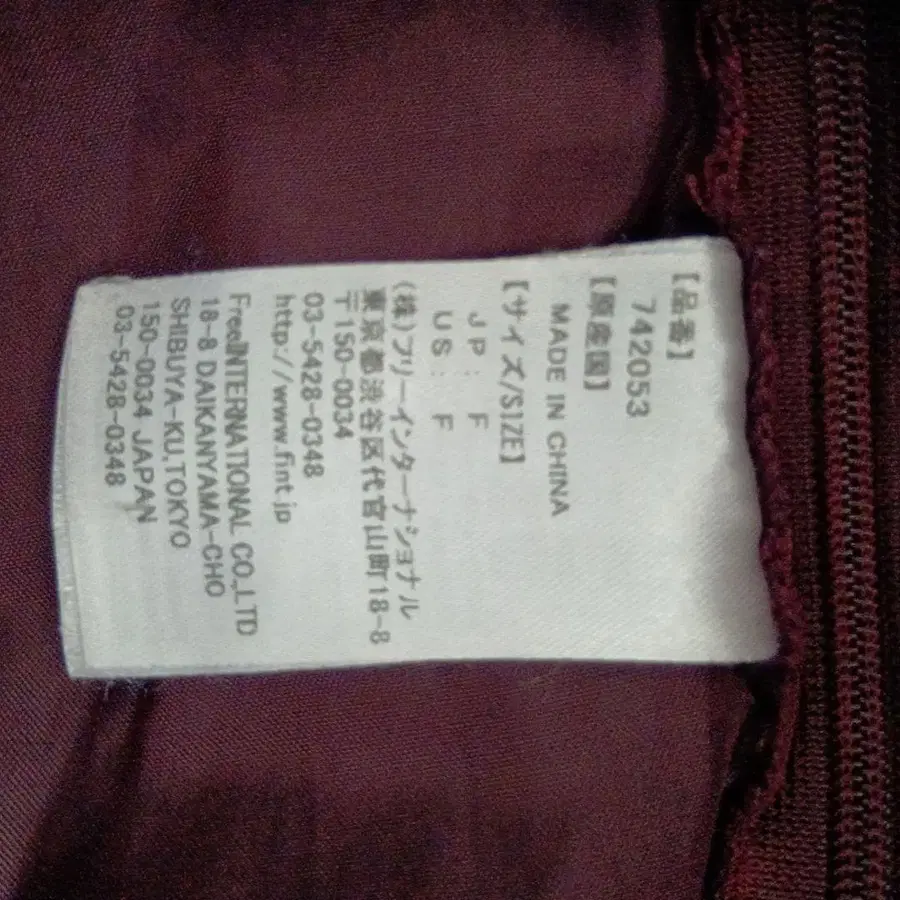 【品番】
742053
【原産国】
MADE IN CHINA
【サイズ/SIZE】
JP: F
US: F
(株)フリーインターナショナル
東京都渋谷区代官山町18-8
〒150-0034
03-5428-0348
http://www.fint.jp
FreeINTERNATIONAL CO.,LTD
18-8 DAIKANYAMA-CHO
SHIBUYA-KU.TOKYO
150-0034 JAPAN
03-5428-0348